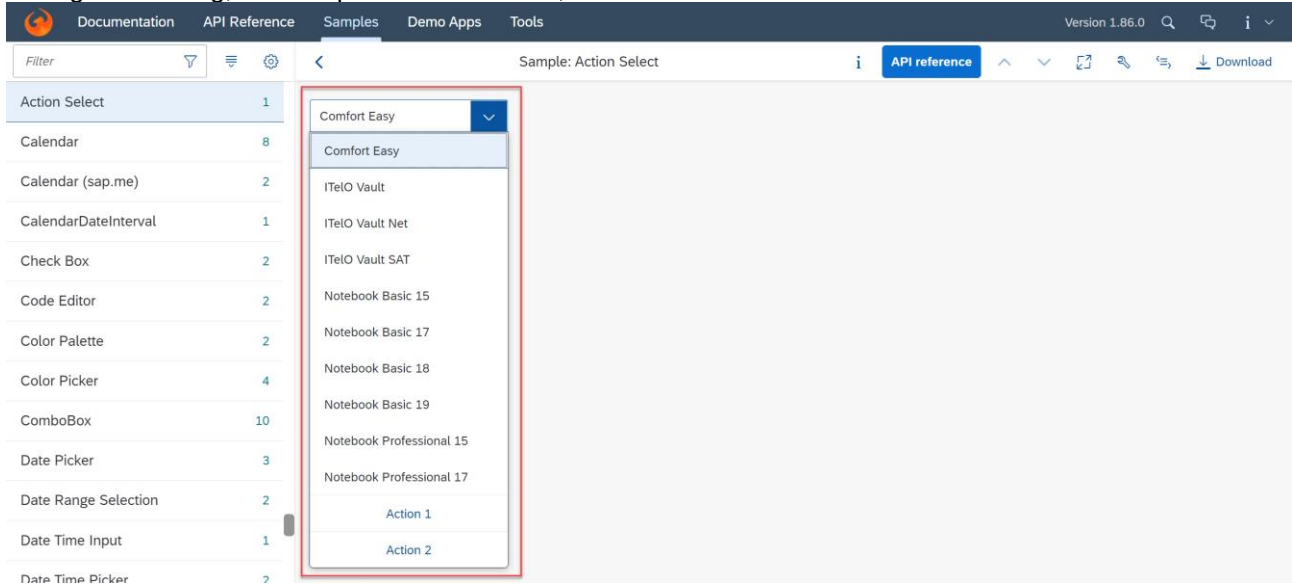 Documentation API Reference Samples Demo Apps Tools Version 1.86.0
Filter
Sample: Action Select
API reference
Download
Action Select 1
Calendar 8
Calendar (sap.me) 2
CalendarDateInterval 1
Check Box 2
Code Editor 2
Color Palette 2
Color Picker 4
ComboBox 10
Date Picker 3
Date Range Selection 2
Date Time Input 1
Date Time Picker 2
Comfort Easy
Comfort Easy
ITelO Vault
ITelO Vault Net
ITelO Vault SAT
Notebook Basic 15
Notebook Basic 17
Notebook Basic 18
Notebook Basic 19
Notebook Professional 15
Notebook Professional 17
Action 1
Action 2